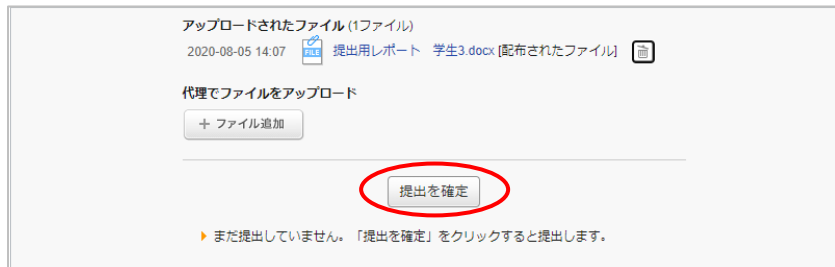 アップロードされたファイル (1ファイル)
2020-08-05 14:07 FILE 提出用レポート 学生3.docx [配布されたファイル]
代理でファイルをアップロード
+ ファイル追加
提出を確定
まだ提出していません。「提出を確定」をクリックすると提出します。